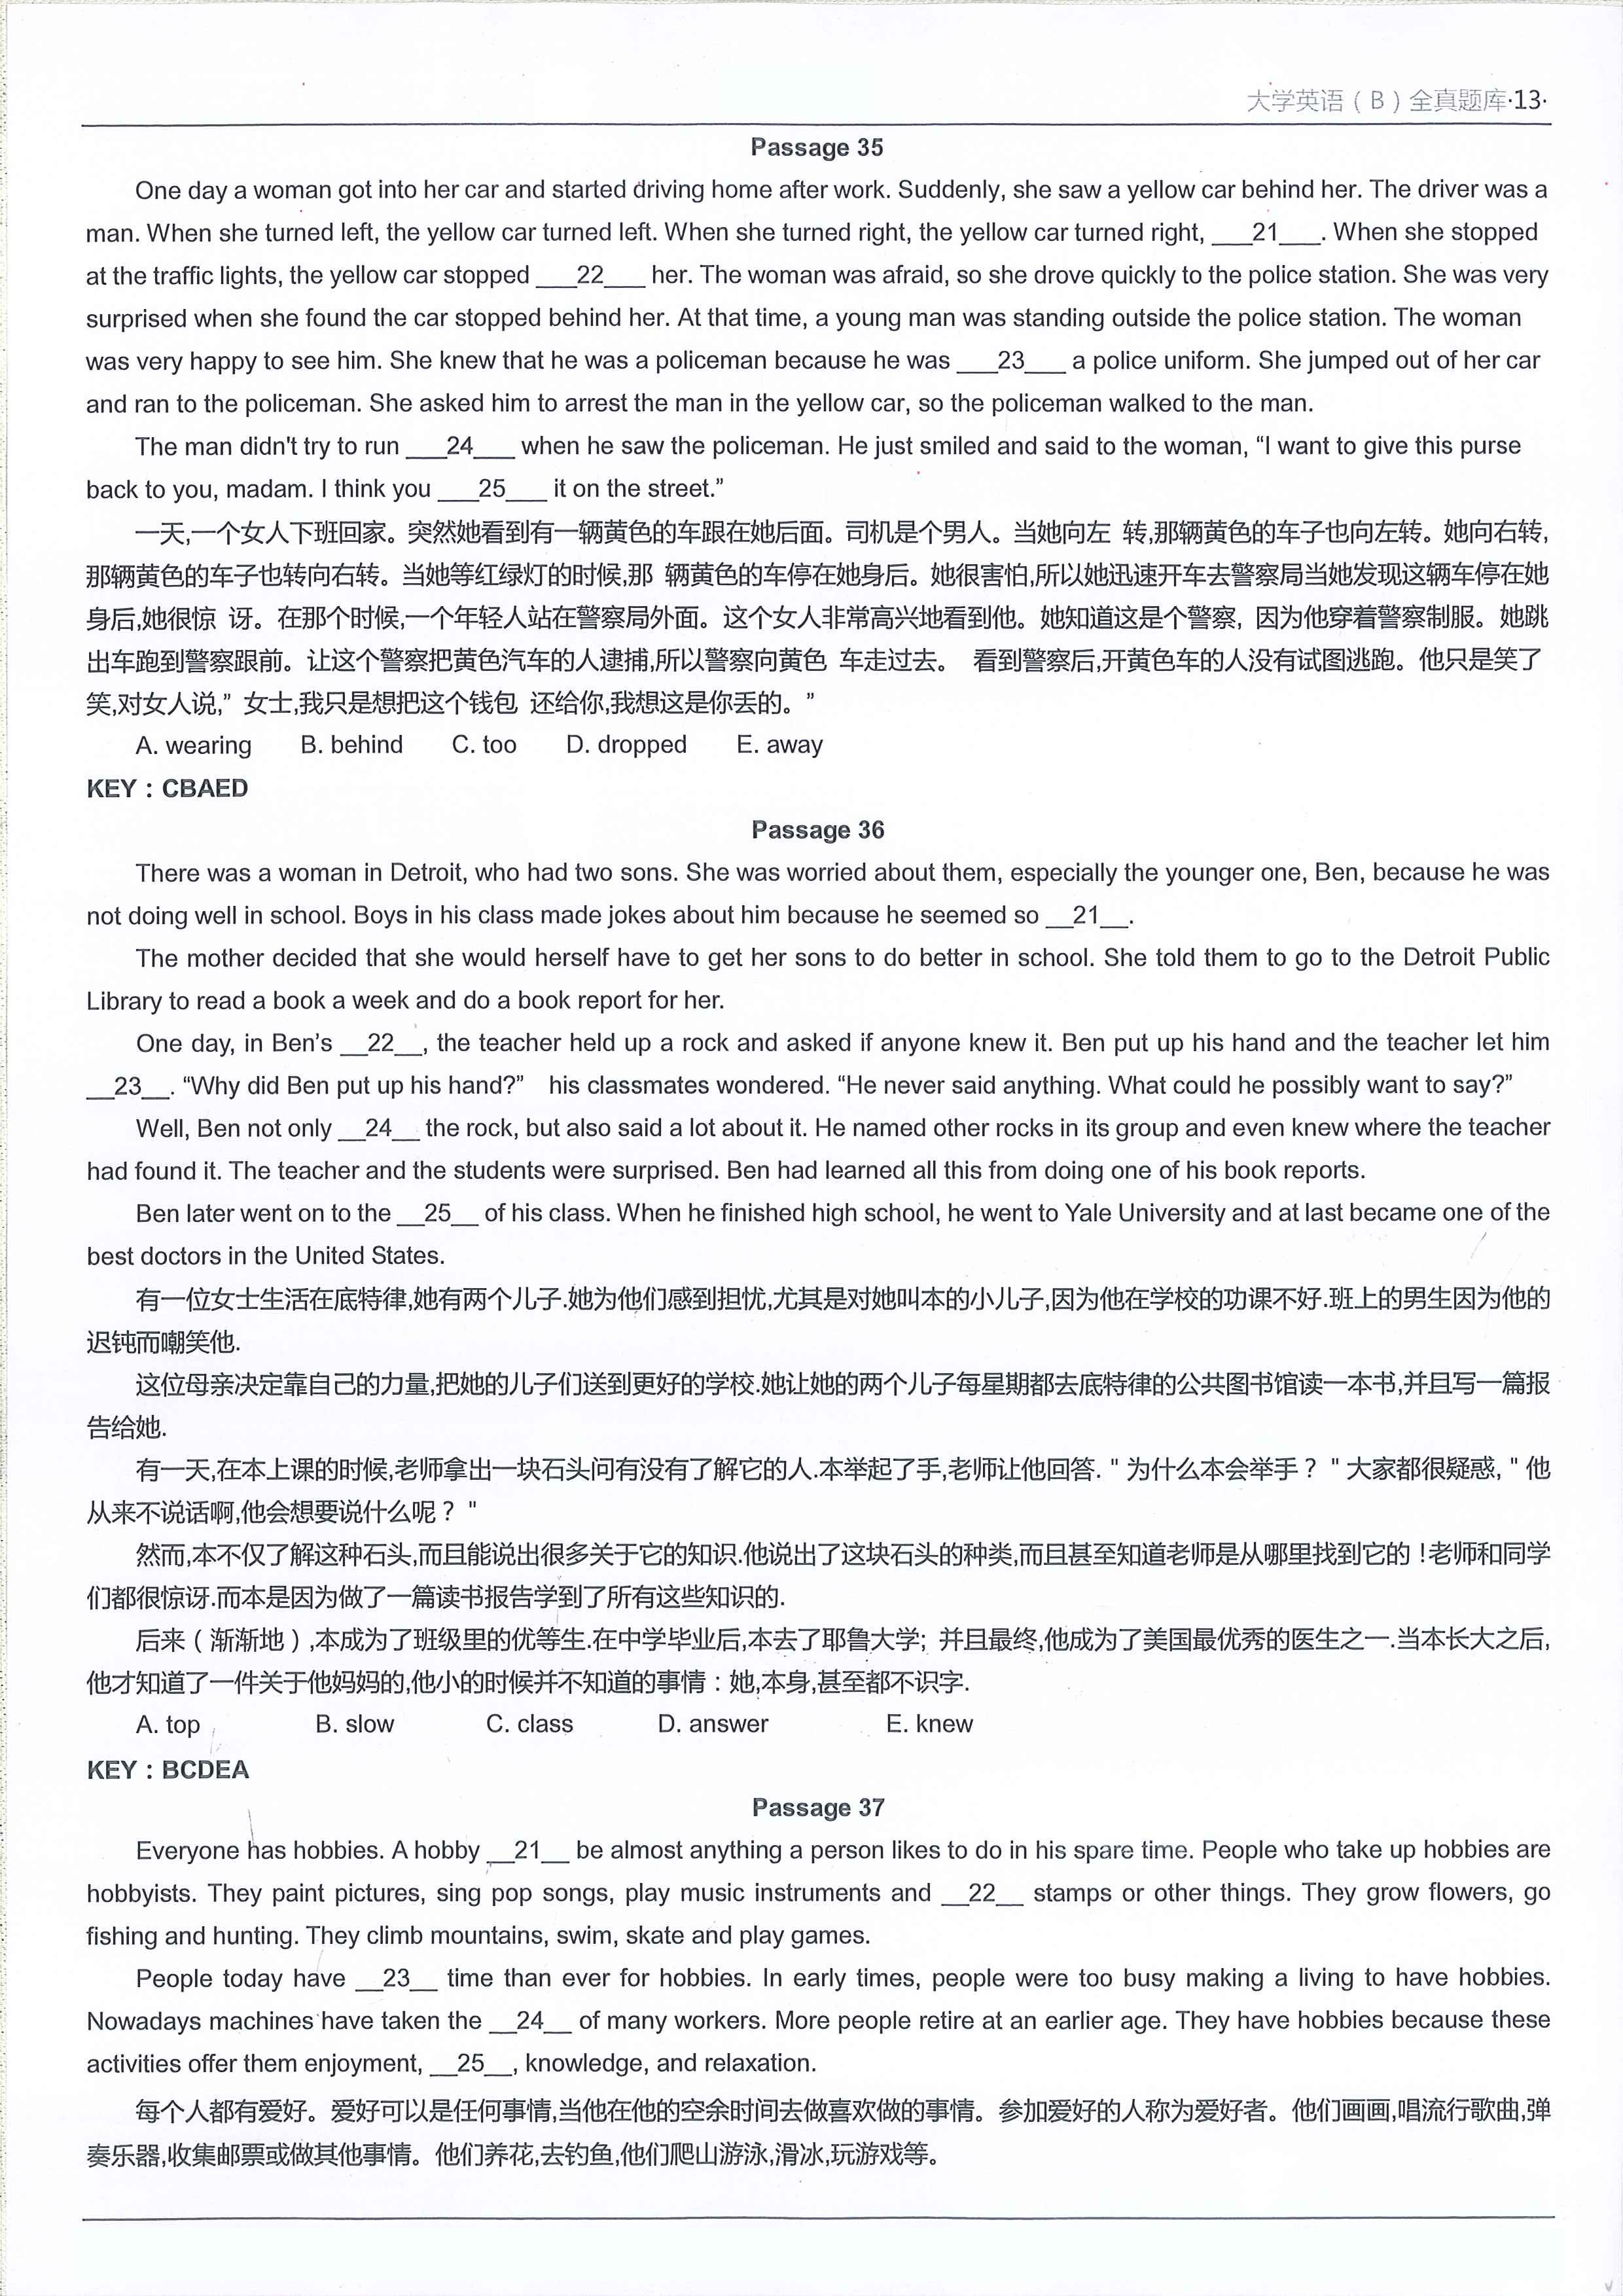 大学英语（B）全真题库·13·
Passage 35
One day a woman got into her car and started driving home after work. Suddenly, she saw a yellow car behind her. The driver was a
man. When she turned left, the yellow car turned left. When she turned right, the yellow car turned right, ___21___. When she stopped
at the traffic lights, the yellow car stopped ___22___ her. The woman was afraid, so she drove quickly to the police station. She was very
surprised when she found the car stopped behind her. At that time, a young man was standing outside the police station. The woman
was very happy to see him. She knew that he was a policeman because he was ___23___ a police uniform. She jumped out of her car
and ran to the policeman. She asked him to arrest the man in the yellow car, so the policeman walked to the man.
The man didn't try to run ___24___ when he saw the policeman. He just smiled and said to the woman, “I want to give this purse
back to you, madam. I think you ___25___ it on the street.”
一天,一个女人下班回家。突然她看到有一辆黄色的车跟在她后面。司机是个男人。当她向左 转,那辆黄色的车子也向左转。她向右转,
那辆黄色的车子也转向右转。当她等红绿灯的时候,那 辆黄色的车停在她身后。她很害怕,所以她迅速开车去警察局当她发现这辆车停在她
身后,她很惊 讶。在那个时候,一个年轻人站在警察局外面。这个女人非常高兴地看到他。她知道这是个警察, 因为他穿着警察制服。她跳
出车跑到警察跟前。让这个警察把黄色汽车的人逮捕,所以警察向黄色 车走过去。 看到警察后,开黄色车的人没有试图逃跑。他只是笑了
笑,对女人说,” 女士,我只是想把这个钱包 还给你,我想这是你丢的。”
A. wearing B. behind C. too D. dropped E. away
KEY：CBAED
Passage 36
There was a woman in Detroit, who had two sons. She was worried about them, especially the younger one, Ben, because he was
not doing well in school. Boys in his class made jokes about him because he seemed so __21__.
The mother decided that she would herself have to get her sons to do better in school. She told them to go to the Detroit Public
Library to read a book a week and do a book report for her.
One day, in Ben’s __22__, the teacher held up a rock and asked if anyone knew it. Ben put up his hand and the teacher let him
__23__. “Why did Ben put up his hand?” his classmates wondered. “He never said anything. What could he possibly want to say?”
Well, Ben not only __24__ the rock, but also said a lot about it. He named other rocks in its group and even knew where the teacher
had found it. The teacher and the students were surprised. Ben had learned all this from doing one of his book reports.
Ben later went on to the __25__ of his class. When he finished high school, he went to Yale University and at last became one of the
best doctors in the United States.
有一位女士生活在底特律,她有两个儿子.她为他们感到担忧,尤其是对她叫本的小儿子,因为他在学校的功课不好.班上的男生因为他的
迟钝而嘲笑他.
这位母亲决定靠自己的力量,把她的儿子们送到更好的学校.她让她的两个儿子每星期都去底特律的公共图书馆读一本书,并且写一篇报
告给她.
有一天,在本上课的时候,老师拿出一块石头问有没有了解它的人.本举起了手,老师让他回答. " 为什么本会举手？ " 大家都很疑惑, " 他
从来不说话啊,他会想要说什么呢？ "
然而,本不仅了解这种石头,而且能说出很多关于它的知识.他说出了这块石头的种类,而且甚至知道老师是从哪里找到它的！老师和同学
们都很惊讶.而本是因为做了一篇读书报告学到了所有这些知识的.
后来（渐渐地）,本成为了班级里的优等生.在中学毕业后,本去了耶鲁大学; 并且最终,他成为了美国最优秀的医生之一.当本长大之后,
他才知道了一件关于他妈妈的,他小的时候并不知道的事情：她,本身,甚至都不识字.
A. top B. slow C. class D. answer E. knew
KEY：BCDEA
Passage 37
Everyone has hobbies. A hobby __21__ be almost anything a person likes to do in his spare time. People who take up hobbies are
hobbyists. They paint pictures, sing pop songs, play music instruments and __22__ stamps or other things. They grow flowers, go
fishing and hunting. They climb mountains, swim, skate and play games.
People today have __23__ time than ever for hobbies. In early times, people were too busy making a living to have hobbies.
Nowadays machines have taken the __24__ of many workers. More people retire at an earlier age. They have hobbies because these
activities offer them enjoyment, __25__, knowledge, and relaxation.
每个人都有爱好。爱好可以是任何事情,当他在他的空余时间去做喜欢做的事情。参加爱好的人称为爱好者。他们画画,唱流行歌曲,弹
奏乐器,收集邮票或做其他事情。他们养花,去钓鱼,他们爬山游泳,滑冰,玩游戏等。